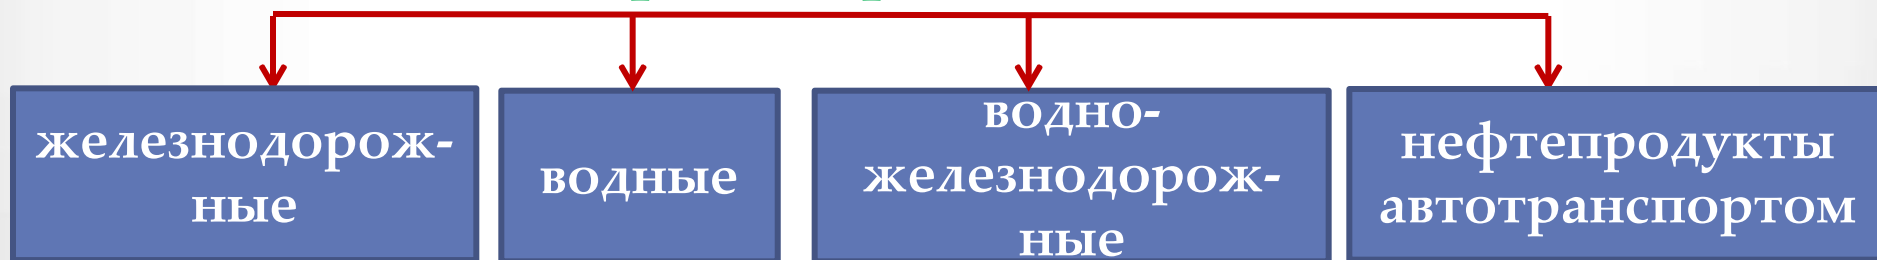 железнодорож-
ные
водные
водно-
железнодорож-
ные
нефтепродукты
автотранспортом